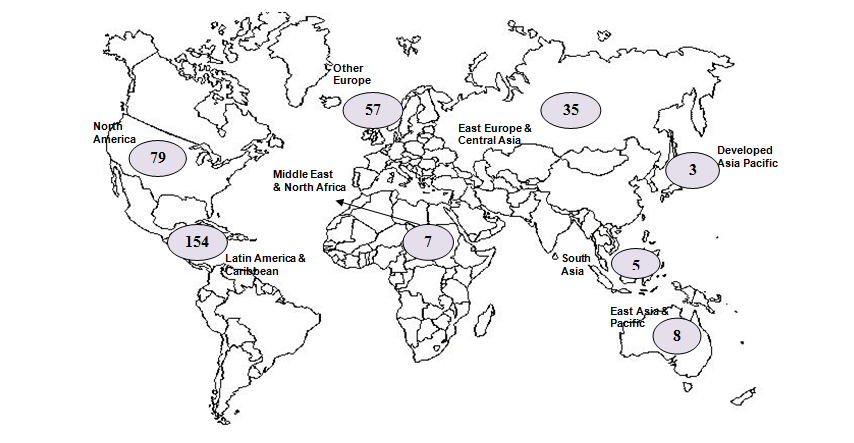 Other
Europe
57
35
North
America
79
East Europe &
Central Asia
Developed
Asia Pacific
3
Middle East
& North Africa
154
7
Latin America &
Caribbean
South
Asia
5
East Asia &
Pacific
8